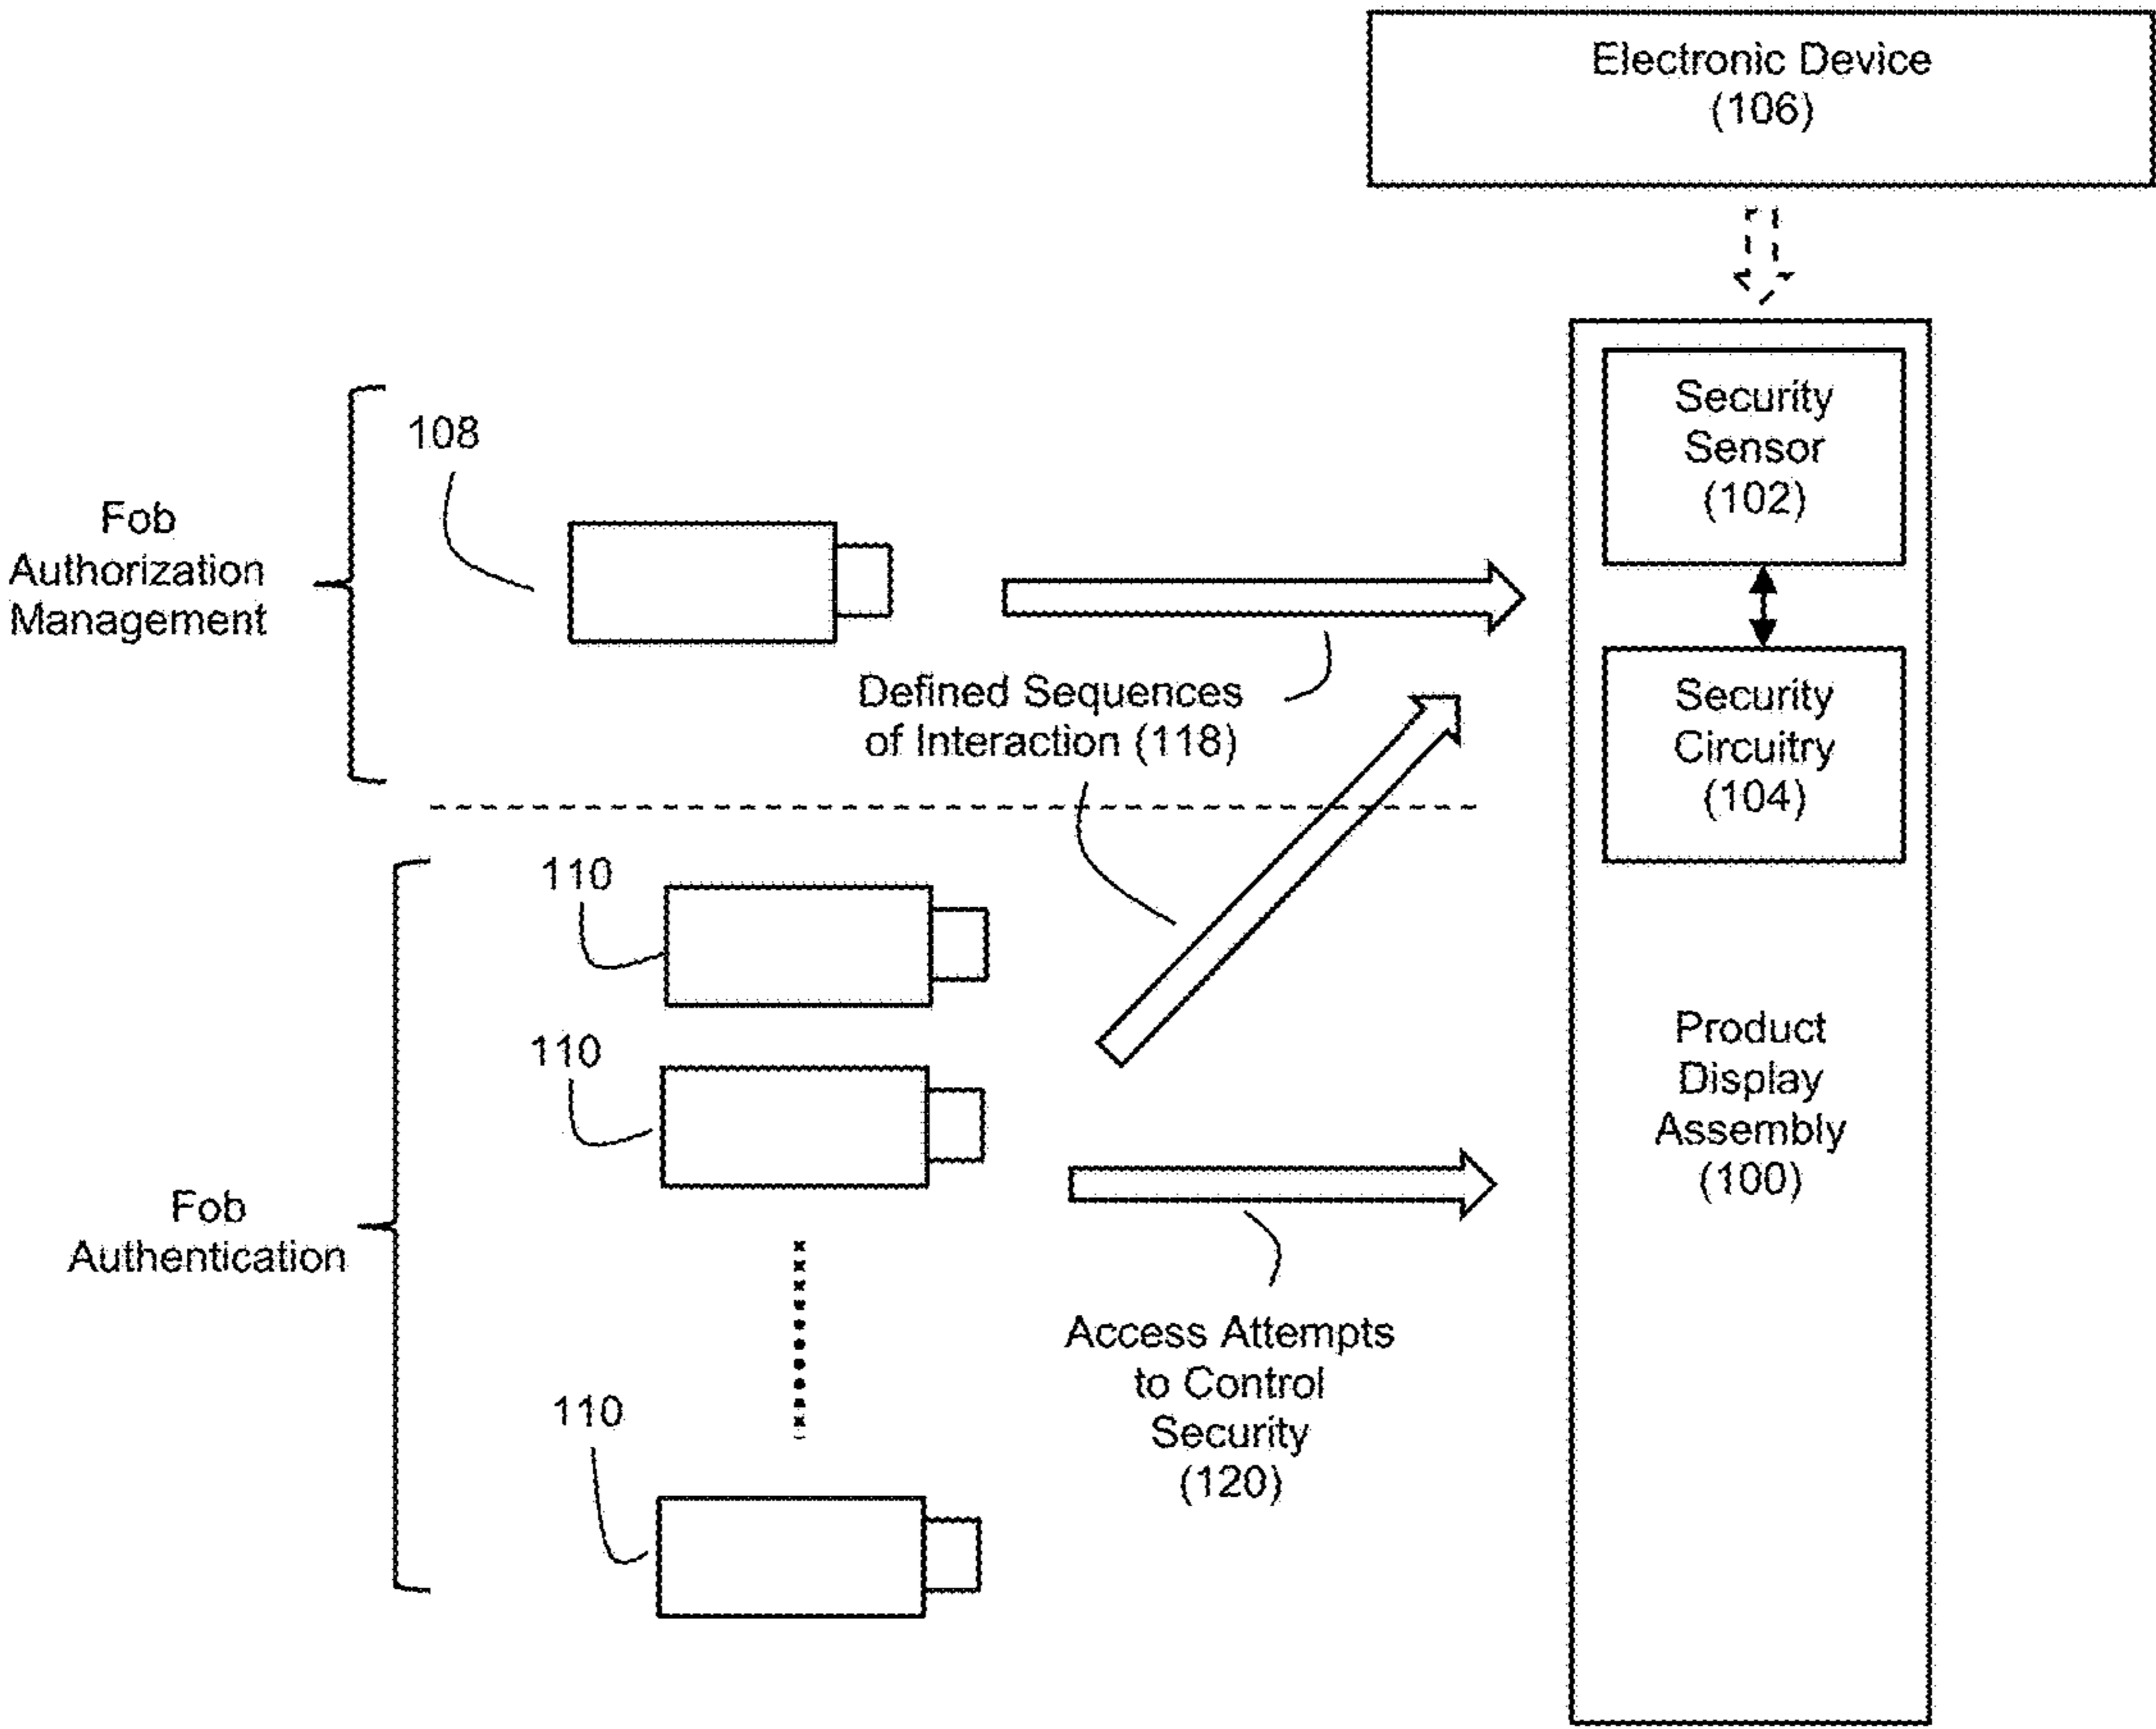 Electronic Device
(106)
Security
Sensor
(102)
108
Fob
Authorization
Management
Defined Sequences
of Interaction (118)
Security
Circuitry
(104)
110
110
Product
Display
Assembly
(100)
Fob
Authentication
Access Attempts
to Control
Security
(120)
110